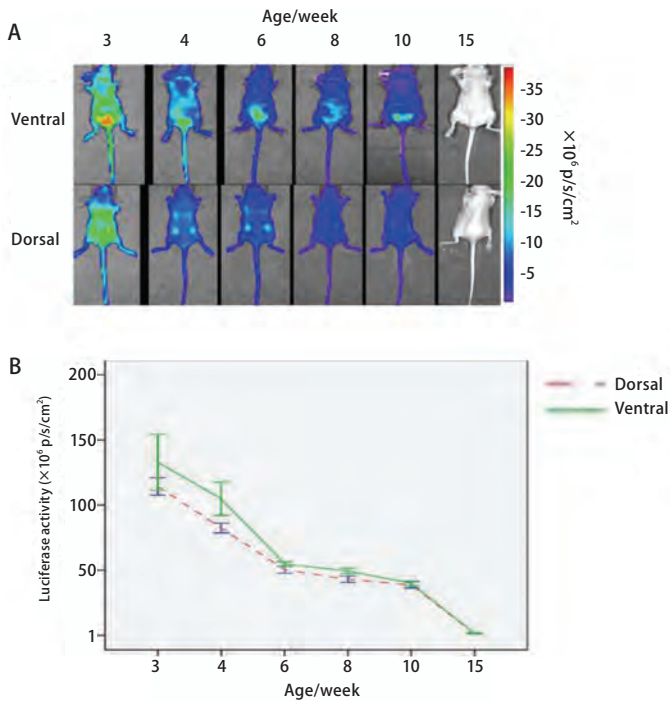 Age/week
A
3 4 6 8 10 15
Ventral
Dorsal
-35
-30
-25
-20
-15
-10
-5
×10⁶ p/s/cm²
B
200
150
100
50
1
Luciferase activity (×10⁶ p/s/cm²)
3 4 6 8 10 15
Age/week
Dorsal
Ventral